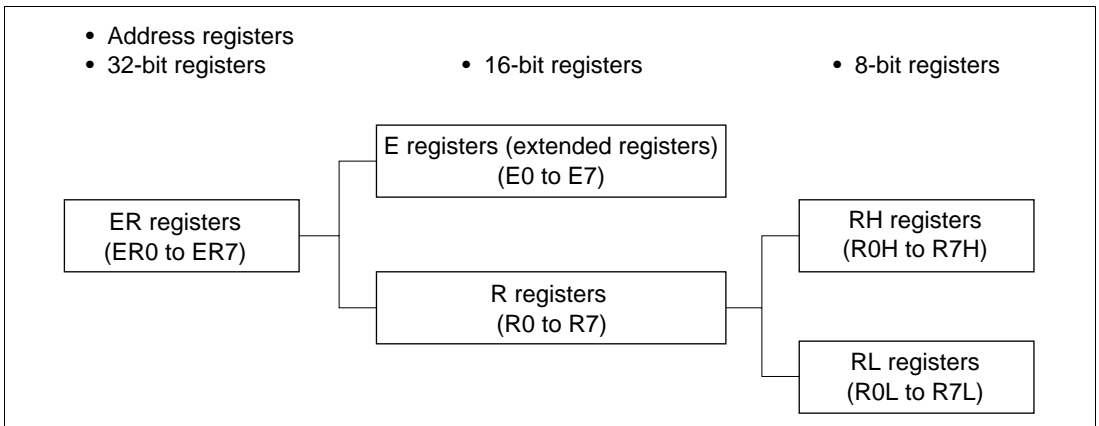 • Address registers
• 32-bit registers
• 16-bit registers
• 8-bit registers
E registers (extended registers)
(E0 to E7)
ER registers
(ER0 to ER7)
RH registers
(R0H to R7H)
R registers
(R0 to R7)
RL registers
(R0L to R7L)